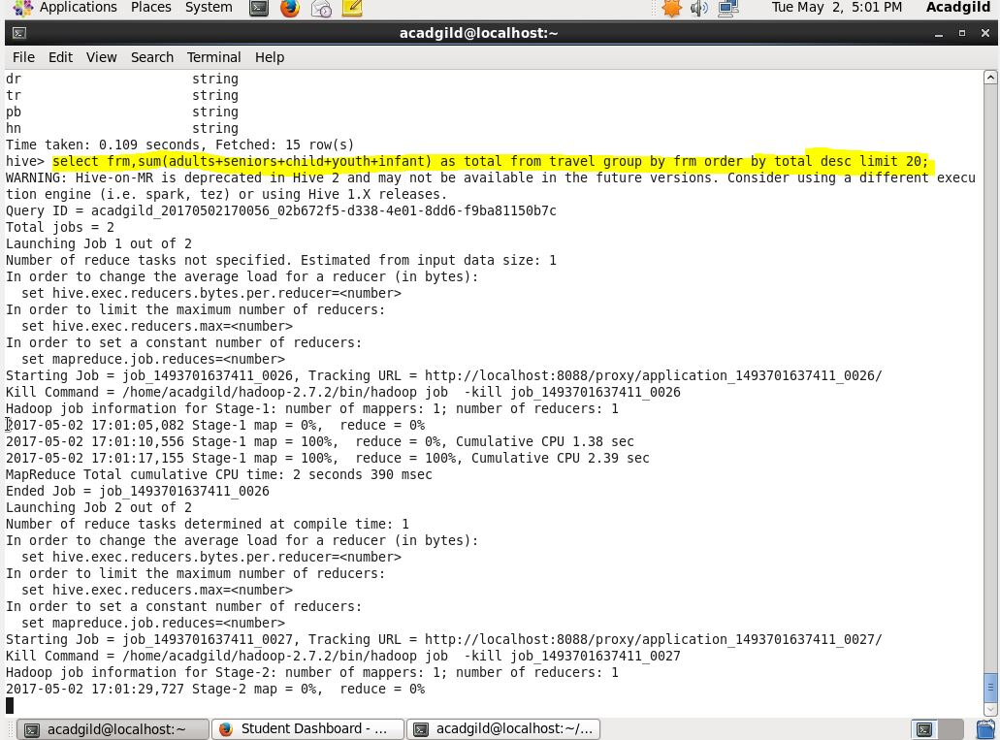 Applications Places System Tue May 2, 5:01 PM Acadgild
acadgild@localhost:~
File Edit View Search Terminal Help
dr string
tr string
pb string
hn string
Time taken: 0.109 seconds, Fetched: 15 row(s)
hive> select frm,sum(adults+seniors+child+youth+infant) as total from travel group by frm order by total desc limit 20;
WARNING: Hive-on-MR is deprecated in Hive 2 and may not be available in the future versions. Consider using a different execu
tion engine (i.e. spark, tez) or using Hive 1.X releases.
Query ID = acadgild_20170502170056_02b672f5-d338-4e01-8dd6-f9ba81150b7c
Total jobs = 2
Launching Job 1 out of 2
Number of reduce tasks not specified. Estimated from input data size: 1
In order to change the average load for a reducer (in bytes):
  set hive.exec.reducers.bytes.per.reducer=<number>
In order to limit the maximum number of reducers:
  set hive.exec.reducers.max=<number>
In order to set a constant number of reducers:
  set mapreduce.job.reduces=<number>
Starting Job = job_1493701637411_0026, Tracking URL = http://localhost:8088/proxy/application_1493701637411_0026/
Kill Command = /home/acadgild/hadoop-2.7.2/bin/hadoop job  -kill job_1493701637411_0026
Hadoop job information for Stage-1: number of mappers: 1; number of reducers: 1
2017-05-02 17:01:05,082 Stage-1 map = 0%,  reduce = 0%
2017-05-02 17:01:10,556 Stage-1 map = 100%,  reduce = 0%, Cumulative CPU 1.38 sec
2017-05-02 17:01:17,155 Stage-1 map = 100%,  reduce = 100%, Cumulative CPU 2.39 sec
MapReduce Total cumulative CPU time: 2 seconds 390 msec
Ended Job = job_1493701637411_0026
Launching Job 2 out of 2
Number of reduce tasks determined at compile time: 1
In order to change the average load for a reducer (in bytes):
  set hive.exec.reducers.bytes.per.reducer=<number>
In order to limit the maximum number of reducers:
  set hive.exec.reducers.max=<number>
In order to set a constant number of reducers:
  set mapreduce.job.reduces=<number>
Starting Job = job_1493701637411_0027, Tracking URL = http://localhost:8088/proxy/application_1493701637411_0027/
Kill Command = /home/acadgild/hadoop-2.7.2/bin/hadoop job  -kill job_1493701637411_0027
Hadoop job information for Stage-2: number of mappers: 1; number of reducers: 1
2017-05-02 17:01:29,727 Stage-2 map = 0%,  reduce = 0%
acadgild@localhost:~ Student Dashboard - ... acadgild@localhost:~/...